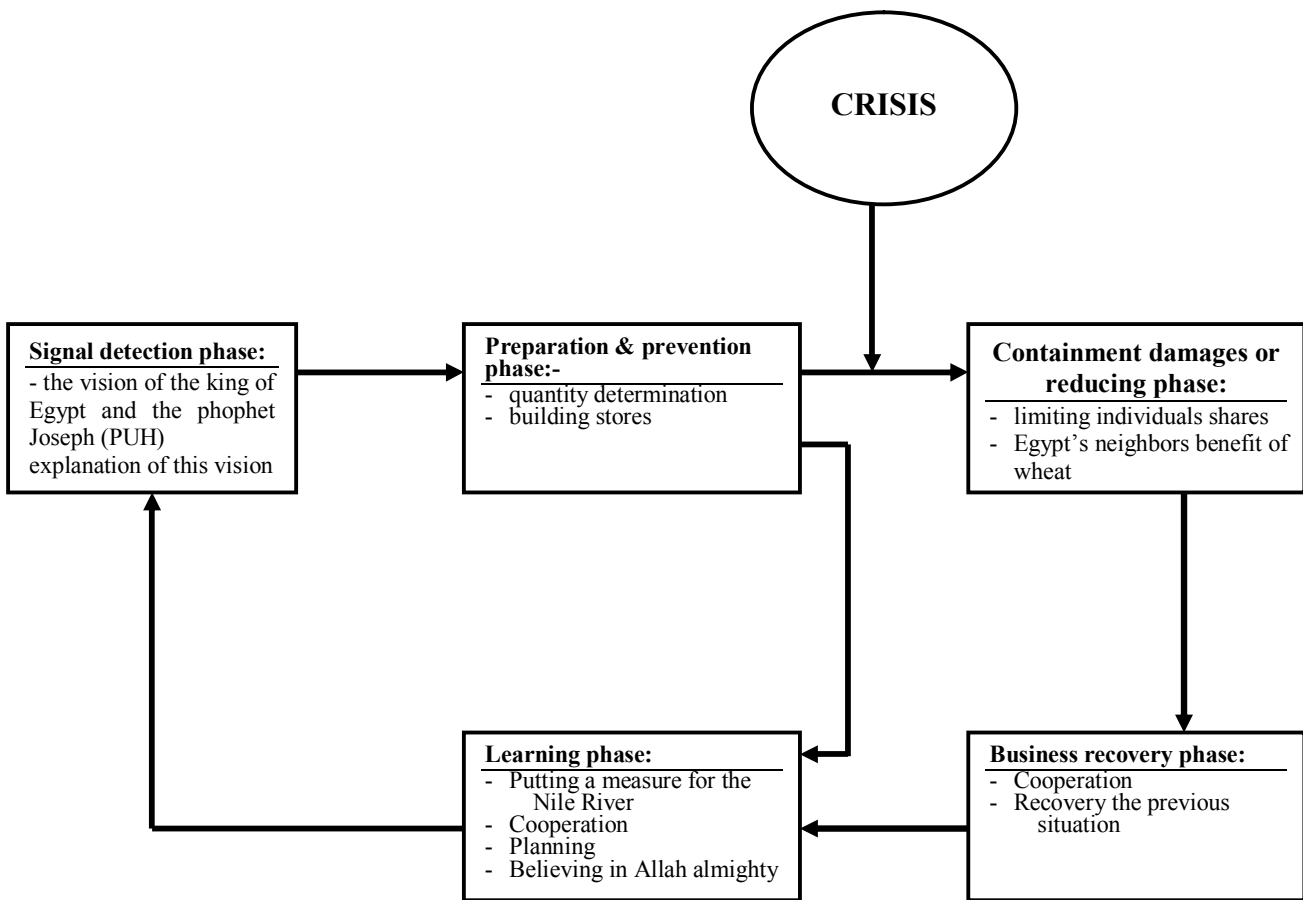 CRISIS
Signal detection phase:
- the vision of the king of
Egypt and the phophet
Joseph (PUH)
explanation of this vision
Preparation & prevention
phase:-
- quantity determination
- building stores
Containment damages or
reducing phase:
- limiting individuals shares
- Egypt’s neighbors benefit of
wheat
Learning phase:
- Putting a measure for the
Nile River
- Cooperation
- Planning
- Believing in Allah almighty
Business recovery phase:
- Cooperation
- Recovery the previous
situation